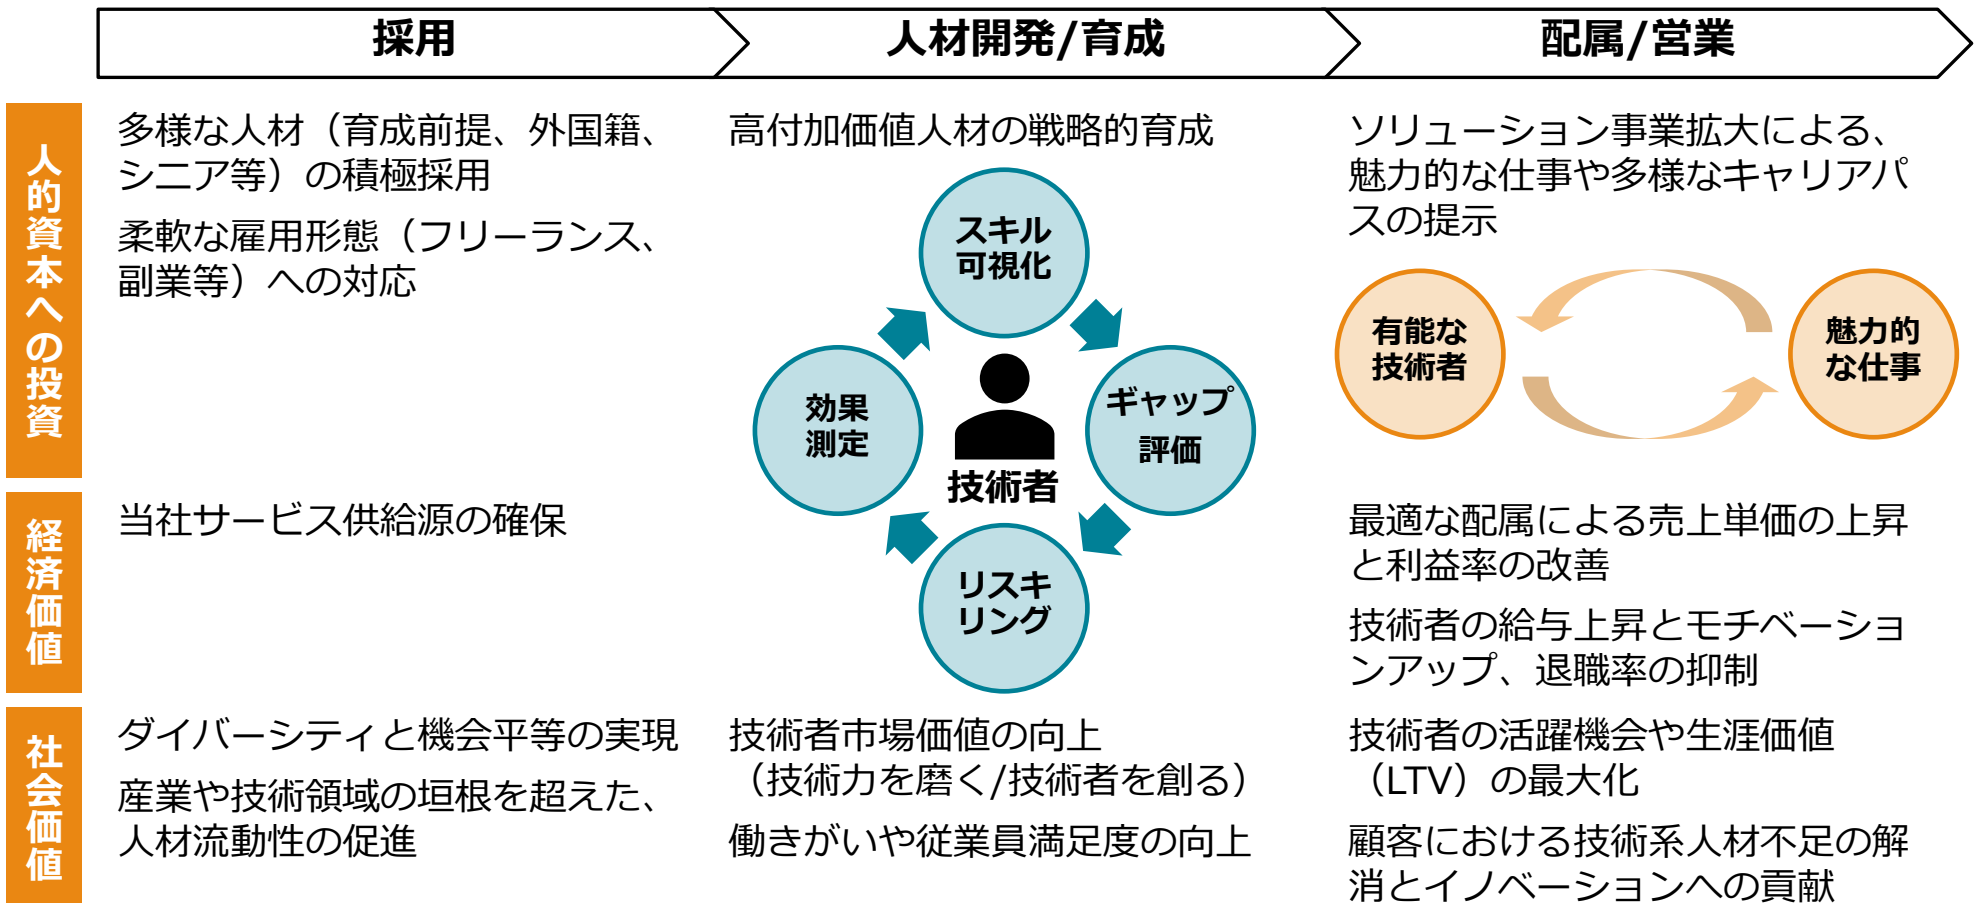 採用
人材開発/育成
配属/営業
人的資本への投資
多様な人材（育成前提、外国籍、
シニア等）の積極採用
柔軟な雇用形態（フリーランス、
副業等）への対応
高付加価値人材の戦略的育成
スキル
可視化
ギャップ
評価
リスキ
リング
効果
測定
技術者
ソリューション事業拡大による、
魅力的な仕事や多様なキャリアパ
スの提示
有能な
技術者
魅力的
な仕事
経済価値
当社サービス供給源の確保
最適な配属による売上単価の上昇
と利益率の改善
技術者の給与上昇とモチベーショ
ンアップ、退職率の抑制
社会価値
ダイバーシティと機会平等の実現
産業や技術領域の垣根を超えた、
人材流動性の促進
技術者市場価値の向上
（技術力を磨く/技術者を創る）
働きがいや従業員満足度の向上
技術者の活躍機会や生涯価値
（LTV）の最大化
顧客における技術系人材不足の解
消とイノベーションへの貢献